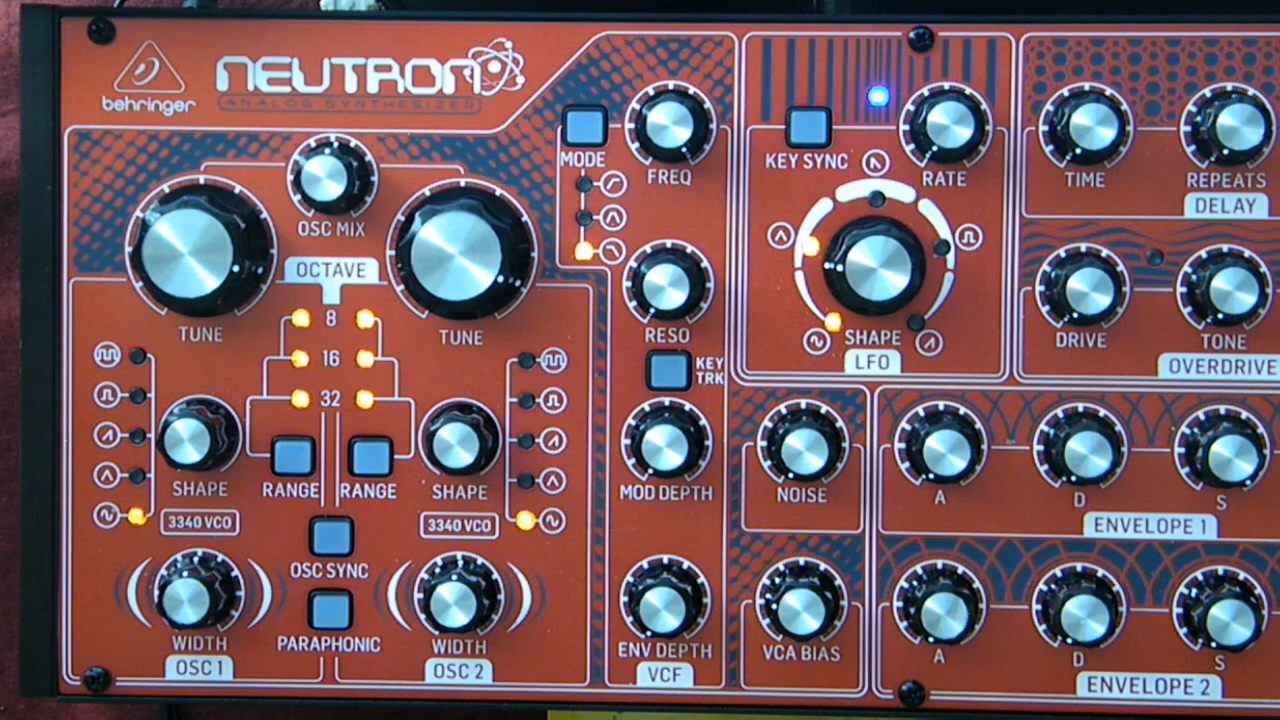 behringer
NEUTRON
ANALOG SYNTHESIZER
OSC MIX
TUNE
OCTAVE
TUNE
8
16
32
SHAPE
RANGE
RANGE
SHAPE
3340 VCO
3340 VCO
OSC SYNC
PARAPHONIC
WIDTH
OSC 1
WIDTH
OSC 2
MODE
FREQ
RESO
KEY
TRK
MOD DEPTH
ENV DEPTH
VCF
KEY SYNC
RATE
SHAPE
LFO
TIME
REPEATS
DELAY
DRIVE
TONE
OVERDRIVE
NOISE
VCA BIAS
A
D
S
ENVELOPE 1
A
D
S
ENVELOPE 2